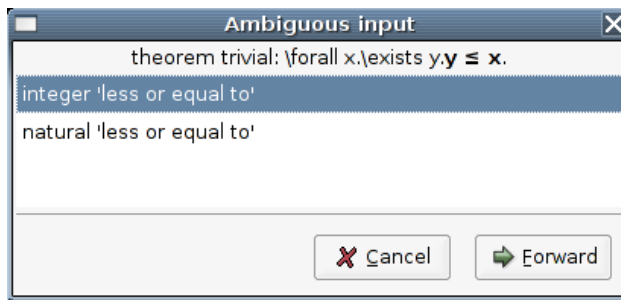 Ambiguous input
theorem trivial: \forall x.\exists y.y ≤ x.
integer 'less or equal to'
natural 'less or equal to'
Cancel Forward